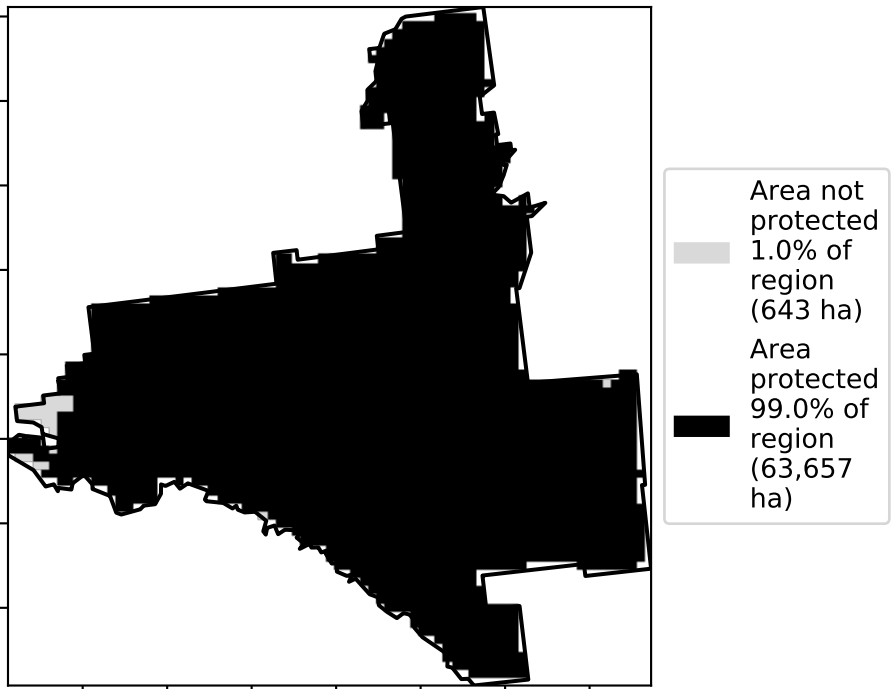 Area not
protected
1.0% of
region
(643 ha)
Area
protected
99.0% of
region
(63,657
ha)